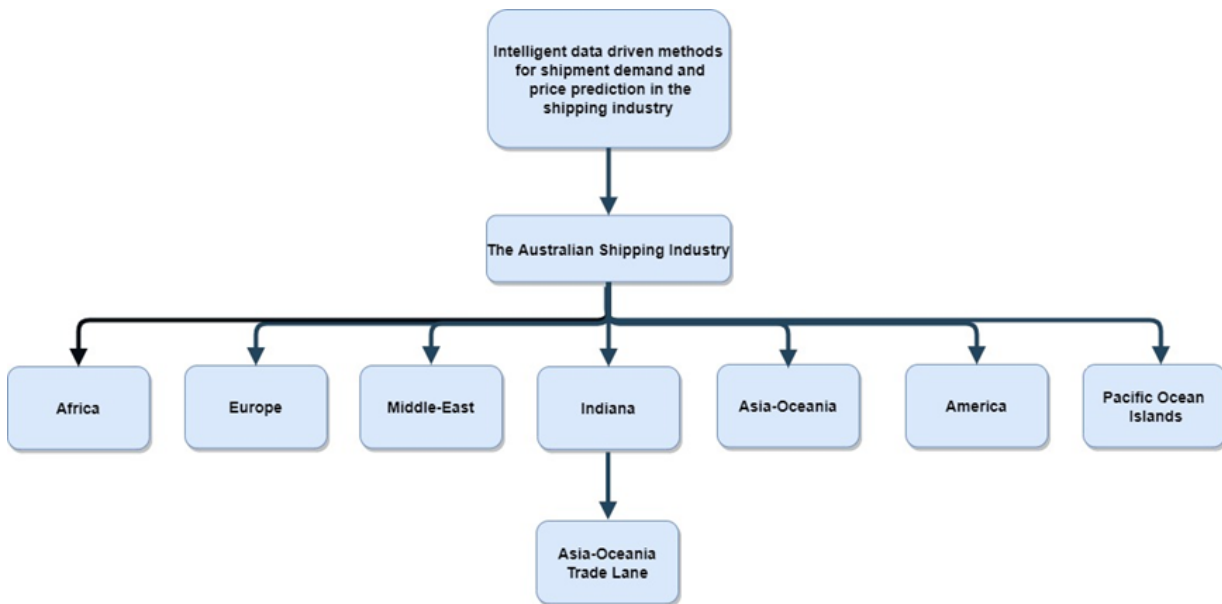 Intelligent data driven methods
for shipment demand and
price prediction in the
shipping industry
The Australian Shipping Industry
Africa
Europe
Middle-East
Indiana
Asia-Oceania
America
Pacific Ocean
Islands
Asia-Oceania
Trade Lane